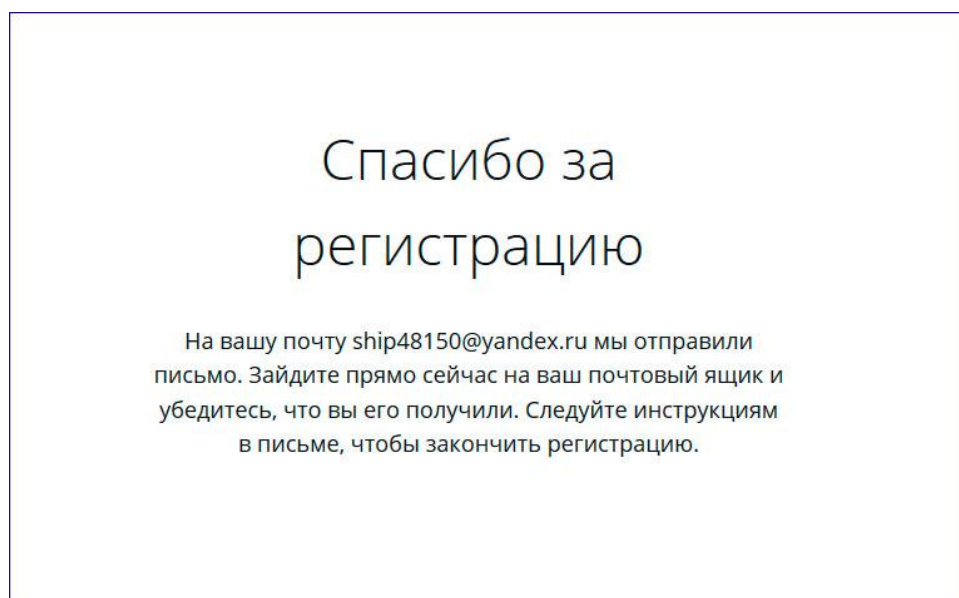 Спасибо за
регистрацию
На вашу почту ship48150@yandex.ru мы отправили
письмо. Зайдите прямо сейчас на ваш почтовый ящик и
убедитесь, что вы его получили. Следуйте инструкциям
в письме, чтобы закончить регистрацию.